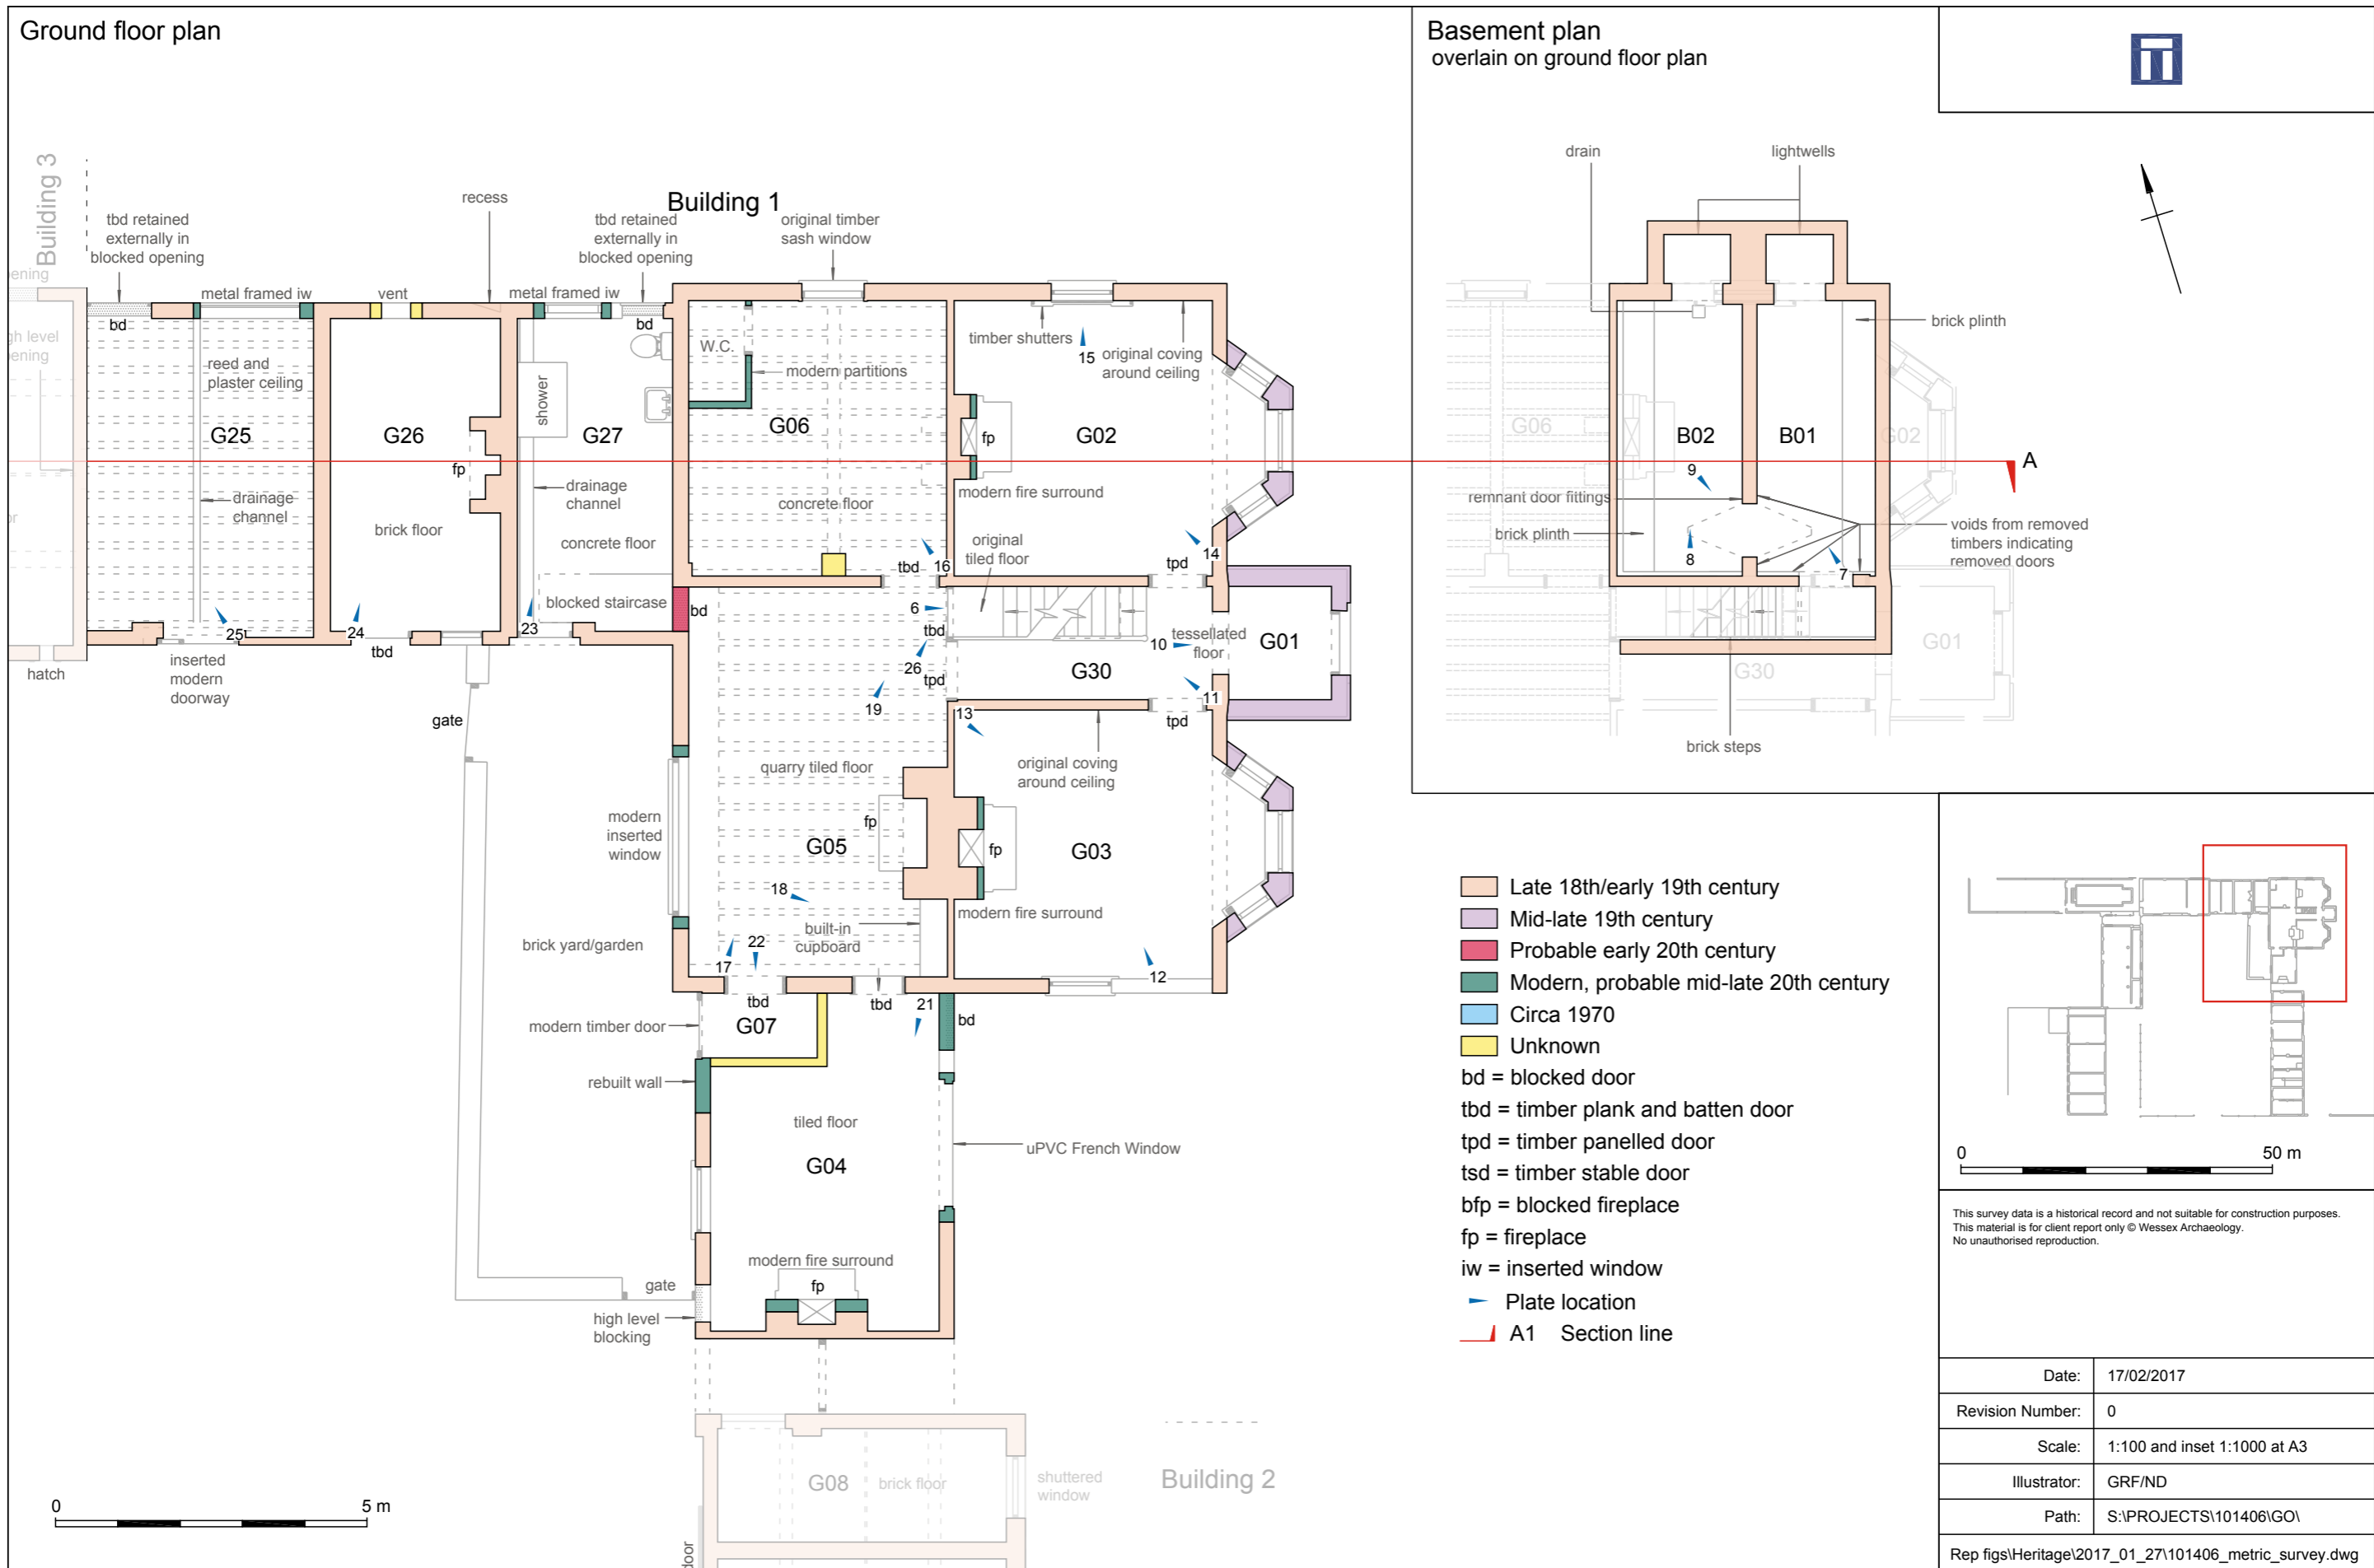 Ground floor plan
Basement plan
overlain on ground floor plan
Building 3
tbd retained
externally in
blocked opening
recess
Building 1
tbd retained
externally in
blocked opening
original timber
sash window
metal framed iw
vent
metal framed iw
bd
bd
reed and
plaster ceiling
G25
drainage
channel
G26
fp
brick floor
shower
G27
drainage
channel
concrete floor
blocked staircase
W.C.
modern partitions
G06
concrete floor
timber shutters
15
original coving
around ceiling
fp
G02
modern fire surround
original
tiled floor
14
tbd
16
tpd
25
24
tbd
23
bd
6
tbd
26
tpd
19
10
tessellated
floor
G01
G30
11
tpd
13
inserted
modern
doorway
hatch
gate
quarry tiled floor
original coving
around ceiling
modern
inserted
window
fp
G05
fp
G03
18
modern fire surround
built-in
cupboard
brick yard/garden
22
17
12
tbd
tbd
21
bd
modern timber door
G07
rebuilt wall
tiled floor
G04
uPVC French Window
modern fire surround
fp
gate
high level
blocking
G08
brick floor
shuttered
window
Building 2
door
0
5 m
drain
lightwells
brick plinth
G06
B02
B01
G02
A
9
remnant door fittings
brick plinth
8
7
voids from removed
timbers indicating
removed doors
G30
G01
brick steps
Late 18th/early 19th century
Mid-late 19th century
Probable early 20th century
Modern, probable mid-late 20th century
Circa 1970
Unknown
bd = blocked door
tbd = timber plank and batten door
tpd = timber panelled door
tsd = timber stable door
bfp = blocked fireplace
fp = fireplace
iw = inserted window
Plate location
A1 Section line
0
50 m
This survey data is a historical record and not suitable for construction purposes.
This material is for client report only © Wessex Archaeology.
No unauthorised reproduction.
Date: 17/02/2017
Revision Number: 0
Scale: 1:100 and inset 1:1000 at A3
Illustrator: GRF/ND
Path: S:\PROJECTS\101406\GO\
Rep figs\Heritage\2017_01_27\101406_metric_survey.dwg